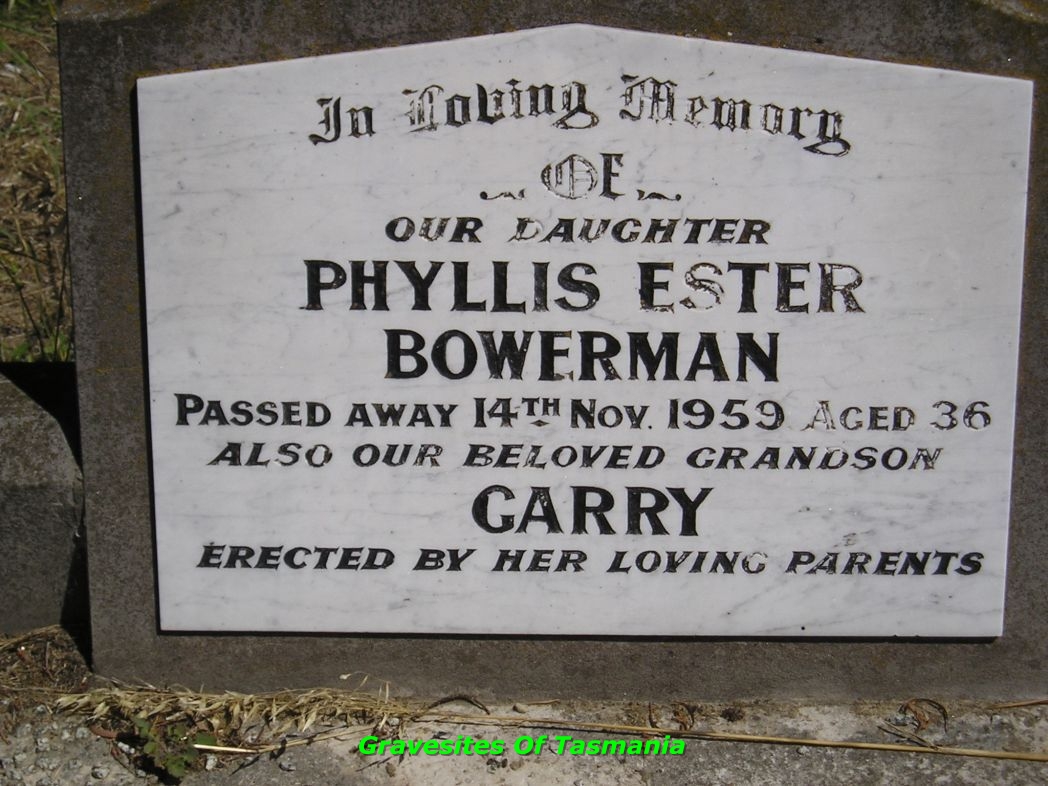 In Loving Memory
OF
OUR DAUGHTER
PHYLLIS ESTER
BOWERMAN
PASSED AWAY 14TH NOV. 1959 AGED 36
ALSO OUR BELOVED GRANDSON
GARRY
ERECTED BY HER LOVING PARENTS
Gravesites Of Tasmania